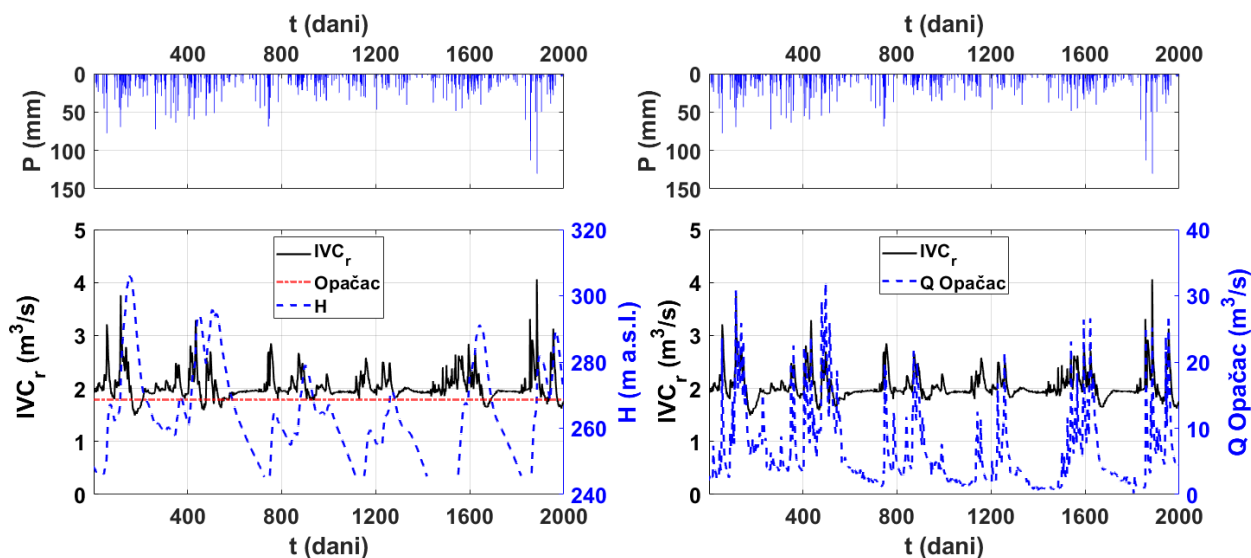 t (dani)
400 800 1200 1600 2000
0
50
100
150
P (mm)
5
4
3
2
1
0
IVCr (m3/s)
320
300
280
260
240
H (m a.s.l.)
IVCr
Opačac
H
400 800 1200 1600 2000
t (dani)
t (dani)
400 800 1200 1600 2000
0
50
100
150
P (mm)
5
4
3
2
1
0
IVCr (m3/s)
40
30
20
10
0
Q Opačac (m3/s)
IVCr
Q Opačac
400 800 1200 1600 2000
t (dani)